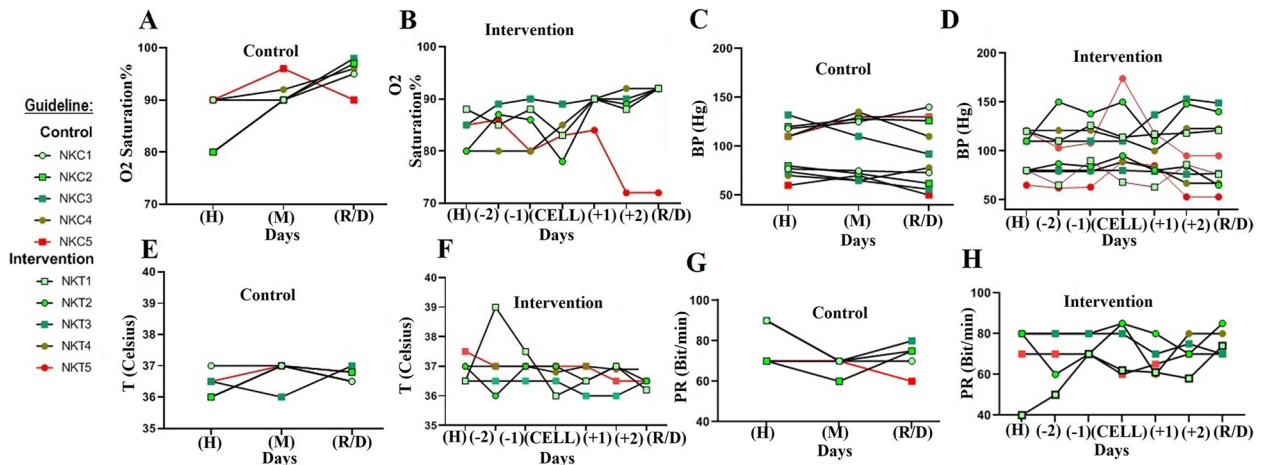 Guideline:
Control
NKC1
NKC2
NKC3
NKC4
NKC5
Intervention
NKT1
NKT2
NKT3
NKT4
NKT5
A
Control
O2 Saturation%
100
90
80
70
(H) (M) (R/D)
Days
B
Intervention
O2
Saturation%
100
90
80
70
(H) (-2) (-1)(CELL)(+1) (+2) (R/D)
Days
C
Control
BP (Hg)
200
150
100
50
(H) (M) (R/D)
Days
D
Intervention
BP (Hg)
200
150
100
50
(H) (-2) (-1)(CELL) (+1) (+2) (R/D)
Days
E
Control
T (Celsius)
40
39
38
37
36
35
(H) (M) (R/D)
Days
F
Intervention
T (Celsius)
40
39
38
37
36
35
(H) (-2) (-1)(CELL)(+1) (+2) (R/D)
Days
G
Control
PR (Bit/min)
100
80
60
40
(H) (M) (R/D)
Days
H
Intervention
PR (Bit/min)
100
80
60
40
(H) (-2) (-1)(CELL) (+1) (+2) (R/D)
Days